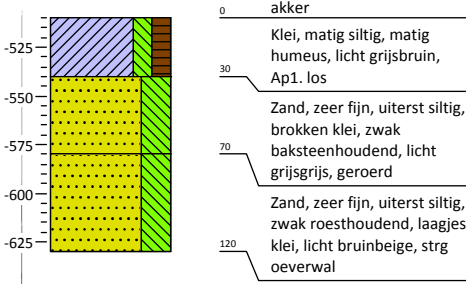 0
akker
Klei, matig siltig, matig
humeus, licht grijsbruin,
Ap1. los
30
Zand, zeer fijn, uiterst siltig,
brokken klei, zwak
baksteenhoudend, licht
grijsgrijs, geroerd
70
Zand, zeer fijn, uiterst siltig,
zwak roesthoudend, laagjes
klei, licht bruinbeige, strg
oeverwal
120
-525
-550
-575
-600
-625